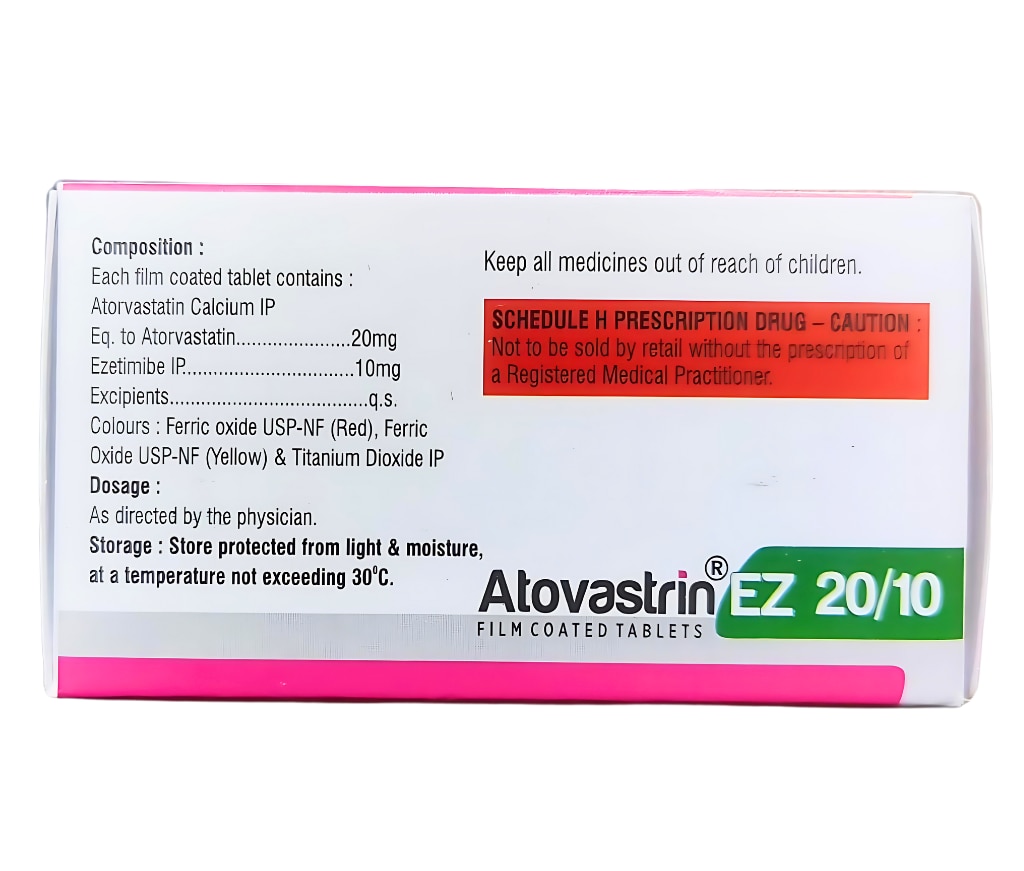 Composition :
Each film coated tablet contains :
Atorvastatin Calcium IP
Eq. to Atorvastatin......................20mg
Ezetimibe IP................................10mg
Excipients.....................................q.s.
Colours : Ferric oxide USP-NF (Red), Ferric
Oxide USP-NF (Yellow) & Titanium Dioxide IP
Dosage :
As directed by the physician.
Storage : Store protected from light & moisture,
at a temperature not exceeding 30⁰C.
Keep all medicines out of reach of children.
SCHEDULE H PRESCRIPTION DRUG – CAUTION :
Not to be sold by retail without the prescription of
a Registered Medical Practitioner.
Atovastrin® EZ 20/10
FILM COATED TABLETS